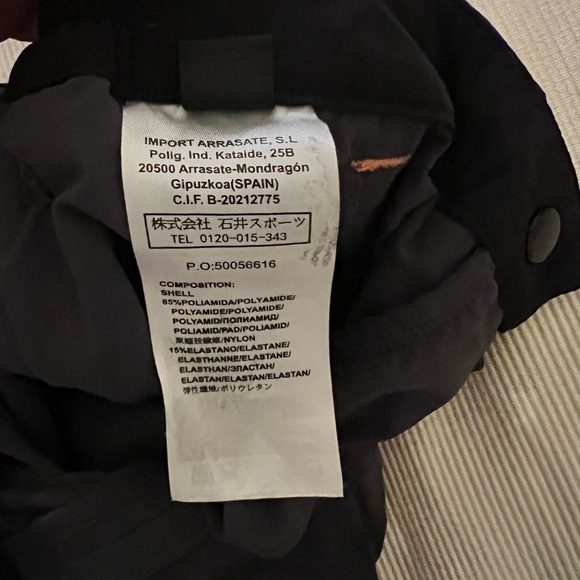 IMPORT ARRASATE, S.L
Polig. Ind. Kataide, 25B
20500 Arrasate-Mondragón
Gipuzkoa(SPAIN)
C.I.F. B-20212775
株式会社 石井スポーツ
TEL 0120-015-343
P.O:50056616
COMPOSITION:
SHELL
85%POLIAMIDA/POLYAMIDE/
POLYAMIDE/POLYAMIDE/
POLYAMID/ПОЛИАМИД/
POLIAMID/PAD/POLIAMID/
聚醯胺纖維/NYLON
15%ELASTANO/ELASTANE/
ELASTHANNE/ELASTANE/
ELASTHAN/ЭЛАСТАН/
ELASTAN/ELASTAN/ELASTAN/
彈性纖維/ポリウレタン